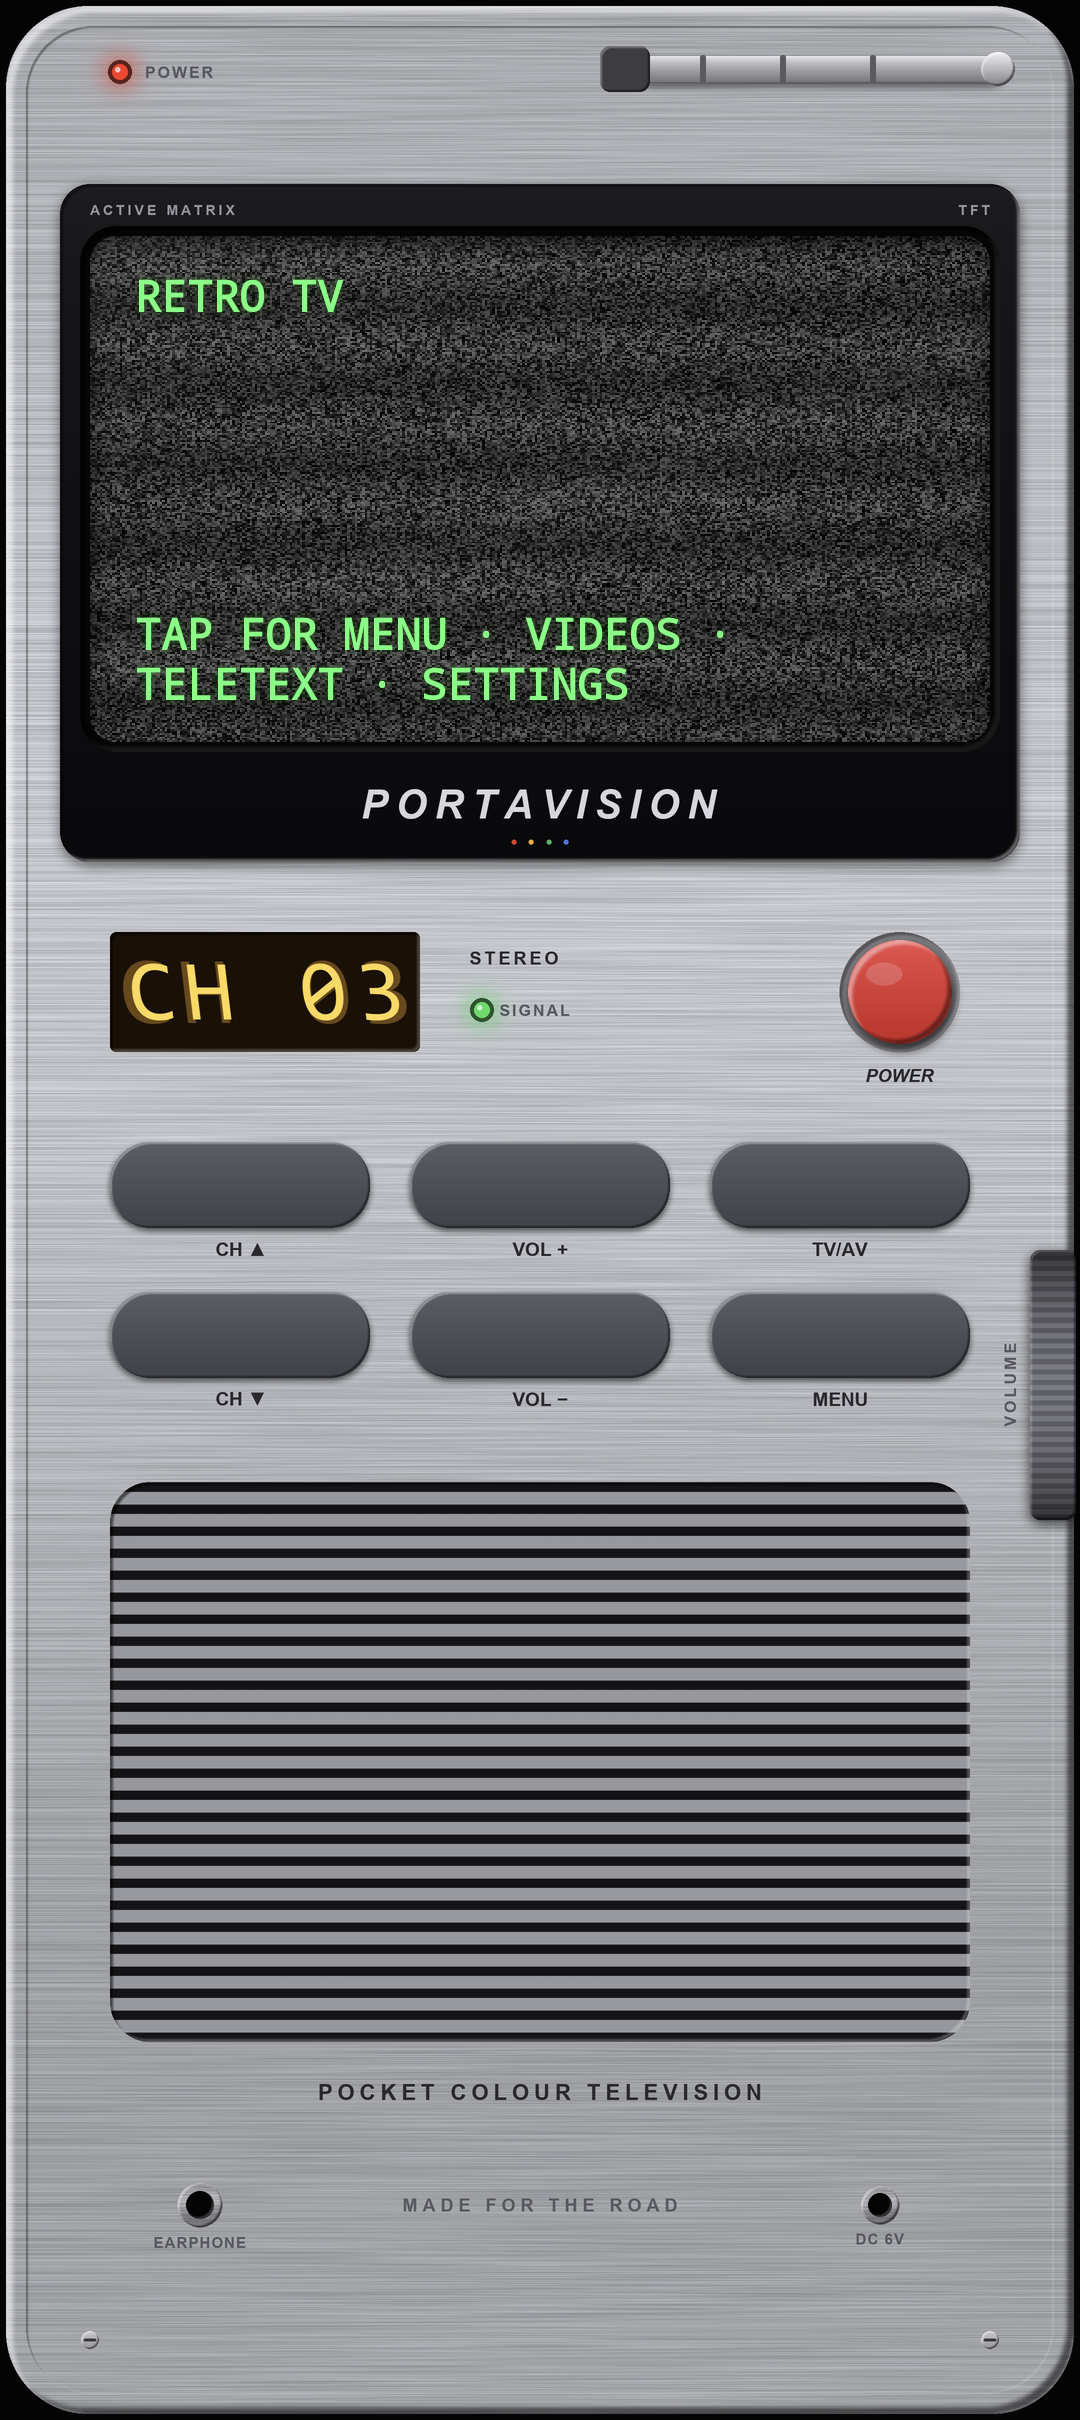 POWER
ACTIVE MATRIX TFT
RETRO TV
TAP FOR MENU · VIDEOS ·
TELETEXT · SETTINGS
PORTAVISION
CH 03
STEREO
SIGNAL
POWER
CH ▲ VOL + TV/AV
CH ▼ VOL − MENU
VOLUME
POCKET COLOUR TELEVISION
MADE FOR THE ROAD
EARPHONE
DC 6V